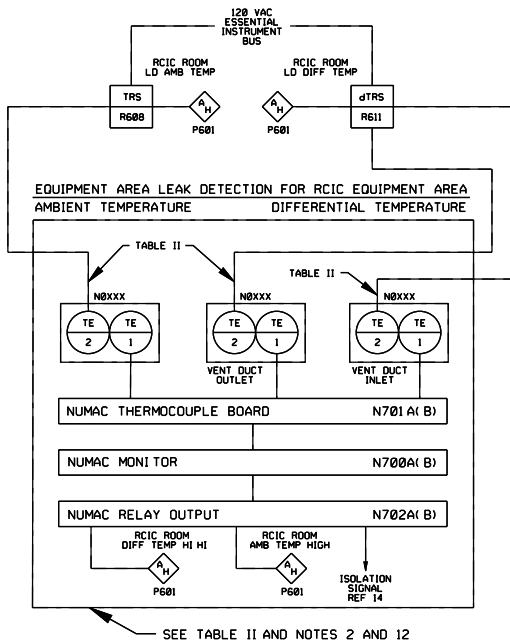 120 VAC
ESSENTIAL
INSTRUMENT
BUS
RCIC ROOM
LD AMB TEMP
RCIC ROOM
LD DIFF TEMP
TRS
R608
A
H
P601
A
H
P601
dTRS
R611
EQUIPMENT AREA LEAK DETECTION FOR RCIC EQUIPMENT AREA
AMBIENT TEMPERATURE DIFFERENTIAL TEMPERATURE
TABLE II
TABLE II
N0XXX
N0XXX
N0XXX
TE
2
TE
1
TE
2
TE
1
TE
2
TE
1
VENT DUCT
OUTLET
VENT DUCT
INLET
NUMAC THERMOCOUPLE BOARD N701A(B)
NUMAC MONITOR N700A(B)
NUMAC RELAY OUTPUT N702A(B)
RCIC ROOM
DIFF TEMP HI HI
A
H
P601
RCIC ROOM
AMB TEMP HIGH
A
H
P601
ISOLATION
SIGNAL
REF 14
SEE TABLE II AND NOTES 2 AND 12